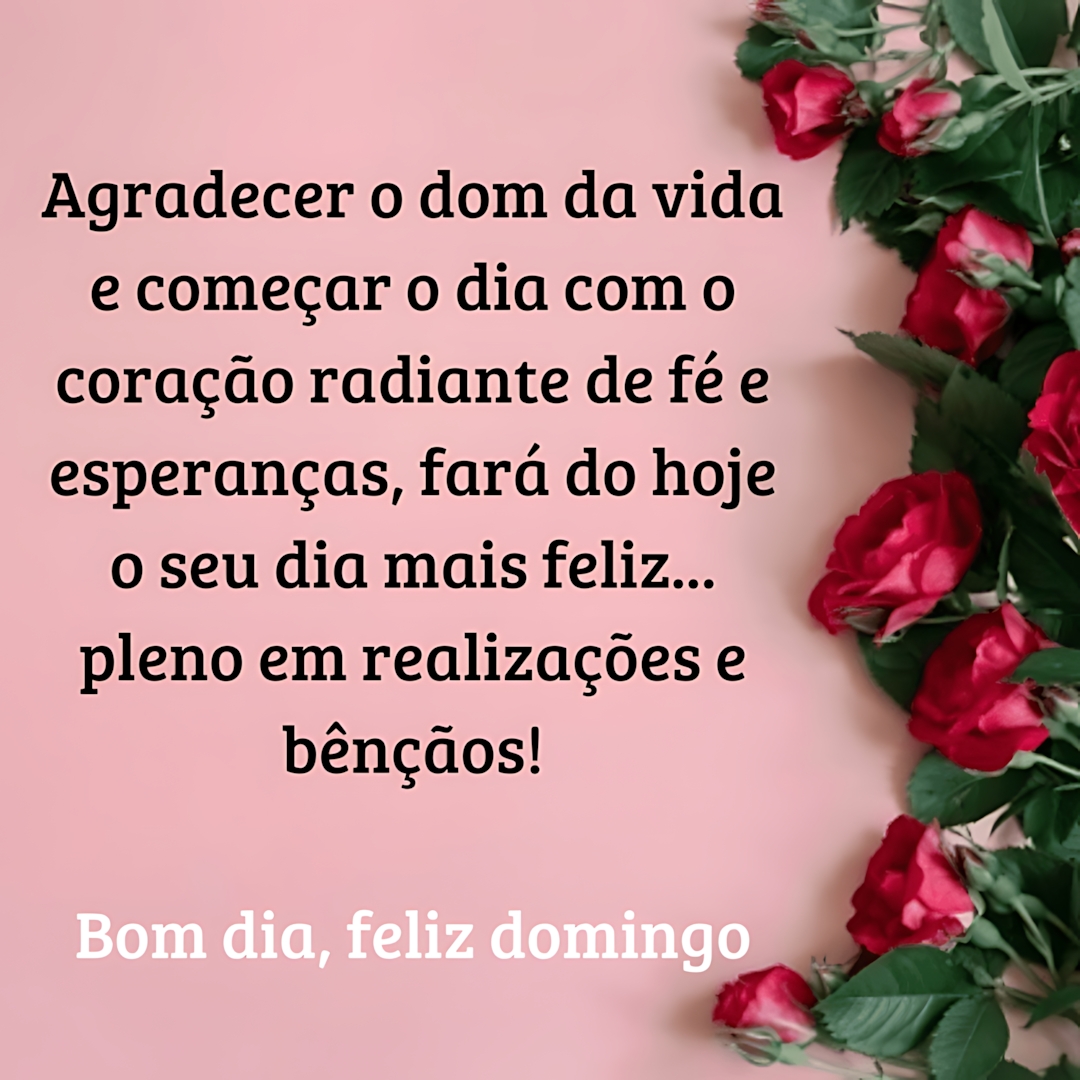 Agradecer o dom da vida
e começar o dia com o
coração radiante de fé e
esperanças, fará do hoje
o seu dia mais feliz...
pleno em realizações e
bênçãos!
Bom dia, feliz domingo